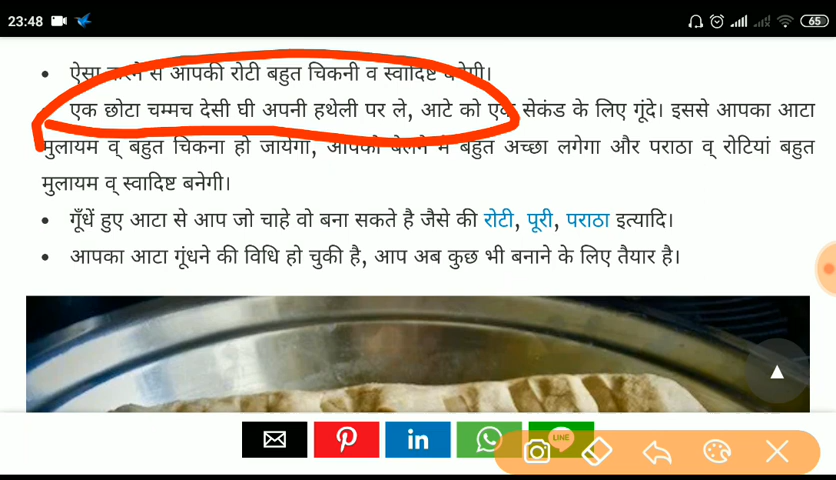 23:48
65
• ऐसा करने से आपकी रोटी बहुत चिकनी व स्वादिष्ट बनेगी।
एक छोटा चम्मच देसी घी अपनी हथेली पर ले, आटे को एक सेकंड के लिए गूंदे। इससे आपका आटा
मुलायम व् बहुत चिकना हो जायेगा, आपको बेलने में बहुत अच्छा लगेगा और पराठा व् रोटियां बहुत
मुलायम व् स्वादिष्ट बनेगी।
• गूँधें हुए आटा से आप जो चाहे वो बना सकते है जैसे की रोटी, पूरी, पराठा इत्यादि।
• आपका आटा गूंधने की विधि हो चुकी है, आप अब कुछ भी बनाने के लिए तैयार है।
in
LINE